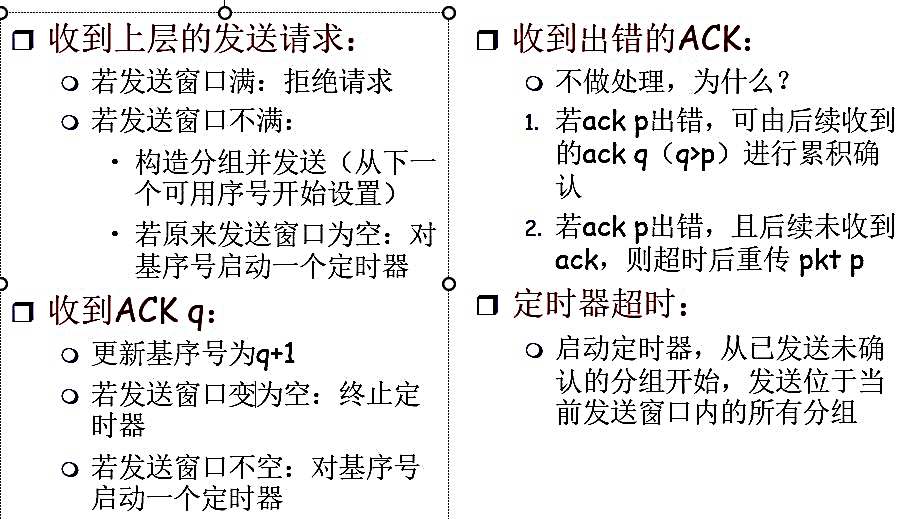 收到上层的发送请求：
若发送窗口满：拒绝请求
若发送窗口不满：
构造分组并发送（从下一
个可用序号开始设置）
若原来发送窗口为空：对
基序号启动一个定时器
收到ACK q：
更新基序号为q+1
若发送窗口变为空：终止定
时器
若发送窗口不空：对基序号
启动一个定时器
收到出错的ACK：
不做处理，为什么？
1. 若ack p出错，可由后续收到
的ack q（q>p）进行累积确
认
2. 若ack p出错，且后续未收到
ack，则超时后重传 pkt p
定时器超时：
启动定时器，从已发送未确
认的分组开始，发送位于当
前发送窗口内的所有分组